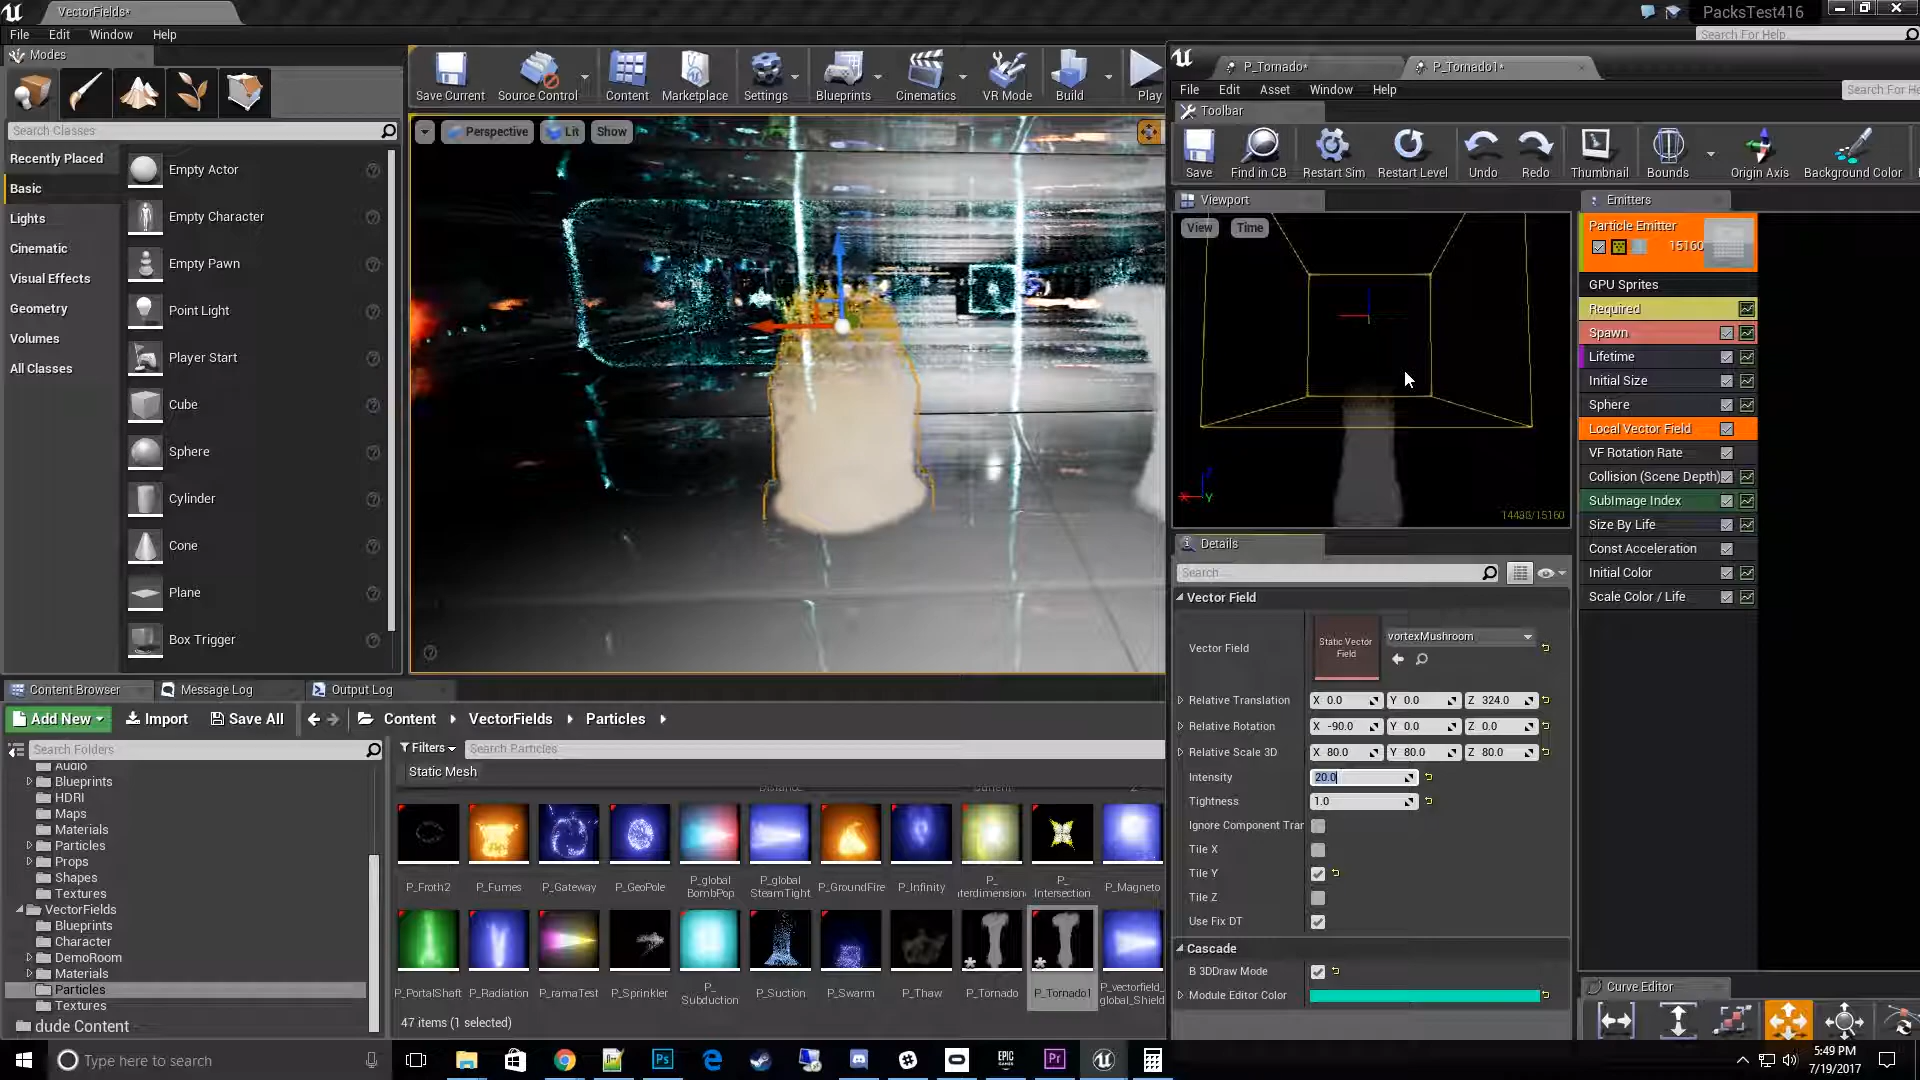 VectorFields*
PacksTest416
File Edit Window Help
Search For Help
Modes
Search Classes
Recently Placed
Basic
Lights
Cinematic
Visual Effects
Geometry
Volumes
All Classes
Empty Actor
Empty Character
Empty Pawn
Point Light
Player Start
Cube
Sphere
Cylinder
Cone
Plane
Box Trigger
Save Current Source Control Content Marketplace Settings Blueprints Cinematics VR Mode Build Play
Perspective Lit Show
P_Tornado* P_Tornado1*
File Edit Asset Window Help
Search For He
Toolbar
Save Find in CB Restart Sim Restart Level Undo Redo Thumbnail Bounds Origin Axis Background Color
Viewport
View Time
X Y
Emitters
Particle Emitter
15160
GPU Sprites
Required
Spawn
Lifetime
Initial Size
Sphere
Local Vector Field
VF Rotation Rate
Collision (Scene Depth)
SubImage Index
Size By Life
Const Acceleration
Initial Color
Scale Color / Life
Details
Search
Vector Field
Vector Field Static Vector Field vortexMushroom
Relative Translation X 0.0 Y 0.0 Z 324.0
Relative Rotation X -90.0 Y 0.0 Z 0.0
Relative Scale 3D X 80.0 Y 80.0 Z 80.0
Intensity 20.0
Tightness 1.0
Ignore Component Trar
Tile X
Tile Y
Tile Z
Use Fix DT
Cascade
B 3DDraw Mode
Module Editor Color
Curve Editor
Content Browser Message Log Output Log
Add New Import Save All Content VectorFields Particles
Search Folders
Filters Search Particles
Static Mesh
Audio
Blueprints
HDRI
Maps
Materials
Particles
Props
Shapes
Textures
VectorFields
Blueprints
Character
DemoRoom
Materials
Particles
Textures
dude Content
P_Froth2 P_Fumes P_Gateway P_GeoPole P_global BombPop P_global SteamTight P_GroundFire P_Infinity P_ iterdimension P_ Intersection P_Magneto
P_PortalShaft P_Radiation P_ramaTest P_Sprinkler P_ Subduction P_Suction P_Swarm P_Thaw P_Tornado P_Tornado1 P_vectorfield_ global_Shield
47 items (1 selected)
Type here to search
5:49 PM
7/19/2017